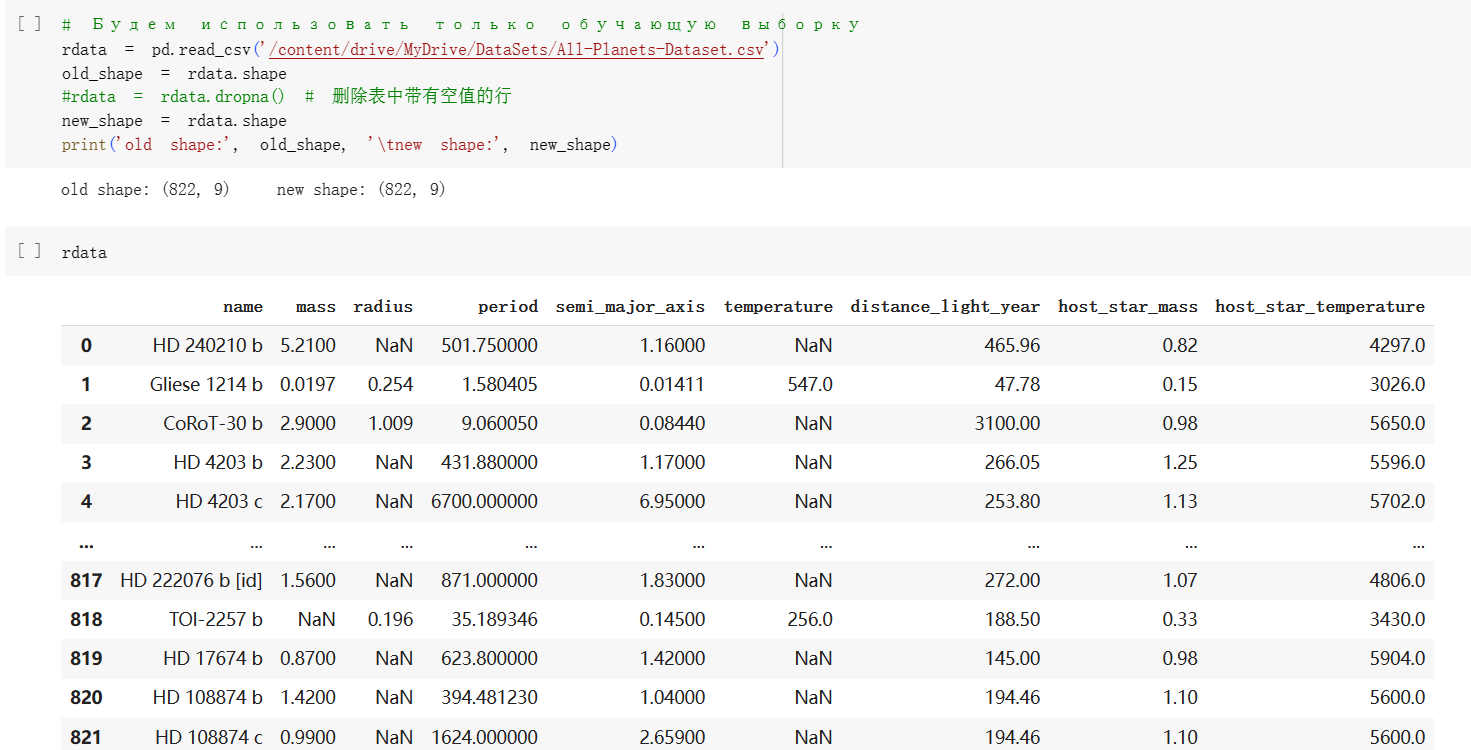 [ ] # Будем использовать только обучающую выборку
rdata = pd.read_csv('/content/drive/MyDrive/DataSets/All-Planets-Dataset.csv')
old_shape = rdata.shape
#rdata = rdata.dropna() # 删除表中带有空值的行
new_shape = rdata.shape
print('old shape:', old_shape, '\tnew shape:', new_shape)
old shape: (822, 9) new shape: (822, 9)
[ ] rdata
name mass radius period semi_major_axis temperature distance_light_year host_star_mass host_star_temperature
0 HD 240210 b 5.2100 NaN 501.750000 1.16000 NaN 465.96 0.82 4297.0
1 Gliese 1214 b 0.0197 0.254 1.580405 0.01411 547.0 47.78 0.15 3026.0
2 CoRoT-30 b 2.9000 1.009 9.060050 0.08440 NaN 3100.00 0.98 5650.0
3 HD 4203 b 2.2300 NaN 431.880000 1.17000 NaN 266.05 1.25 5596.0
4 HD 4203 c 2.1700 NaN 6700.000000 6.95000 NaN 253.80 1.13 5702.0
... ... ... ... ... ... ... ... ... ...
817 HD 222076 b [id] 1.5600 NaN 871.000000 1.83000 NaN 272.00 1.07 4806.0
818 TOI-2257 b NaN 0.196 35.189346 0.14500 256.0 188.50 0.33 3430.0
819 HD 17674 b 0.8700 NaN 623.800000 1.42000 NaN 145.00 0.98 5904.0
820 HD 108874 b 1.4200 NaN 394.481230 1.04000 NaN 194.46 1.10 5600.0
821 HD 108874 c 0.9900 NaN 1624.000000 2.65900 NaN 194.46 1.10 5600.0